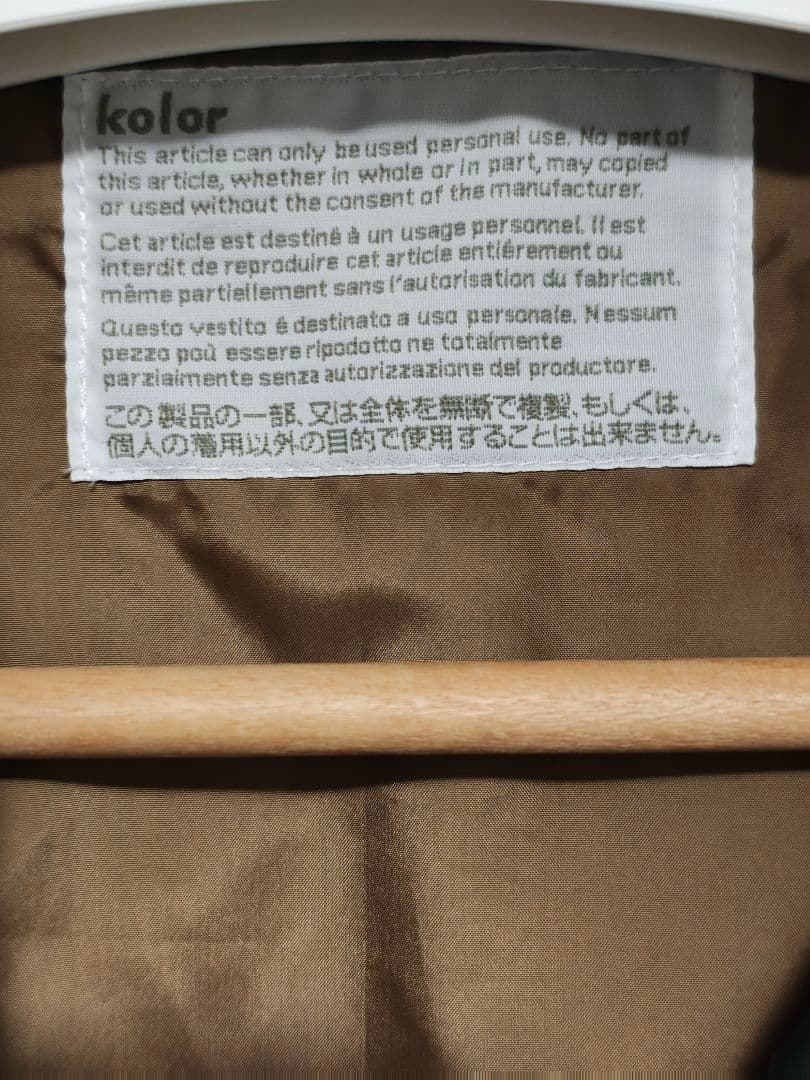 kolor
This article can only be used personal use. No part of
this article, whether in whole or in part, may copied
or used without the consent of the manufacturer.
Cet article est destiné à un usage personnel. Il est
interdit de reproduire cet article entiérement ou
même partiellement sans l'autorisation du fabricant.
Questo vestito é destinato a uso personale. Nessum
pezzo poù essere ripodotto ne totalmente
parziaimente senza autorizzazione del productore.
この製品の一部、又は全体を無断で複製、もしくは、
個人の着用以外の目的で使用することは出来ません。